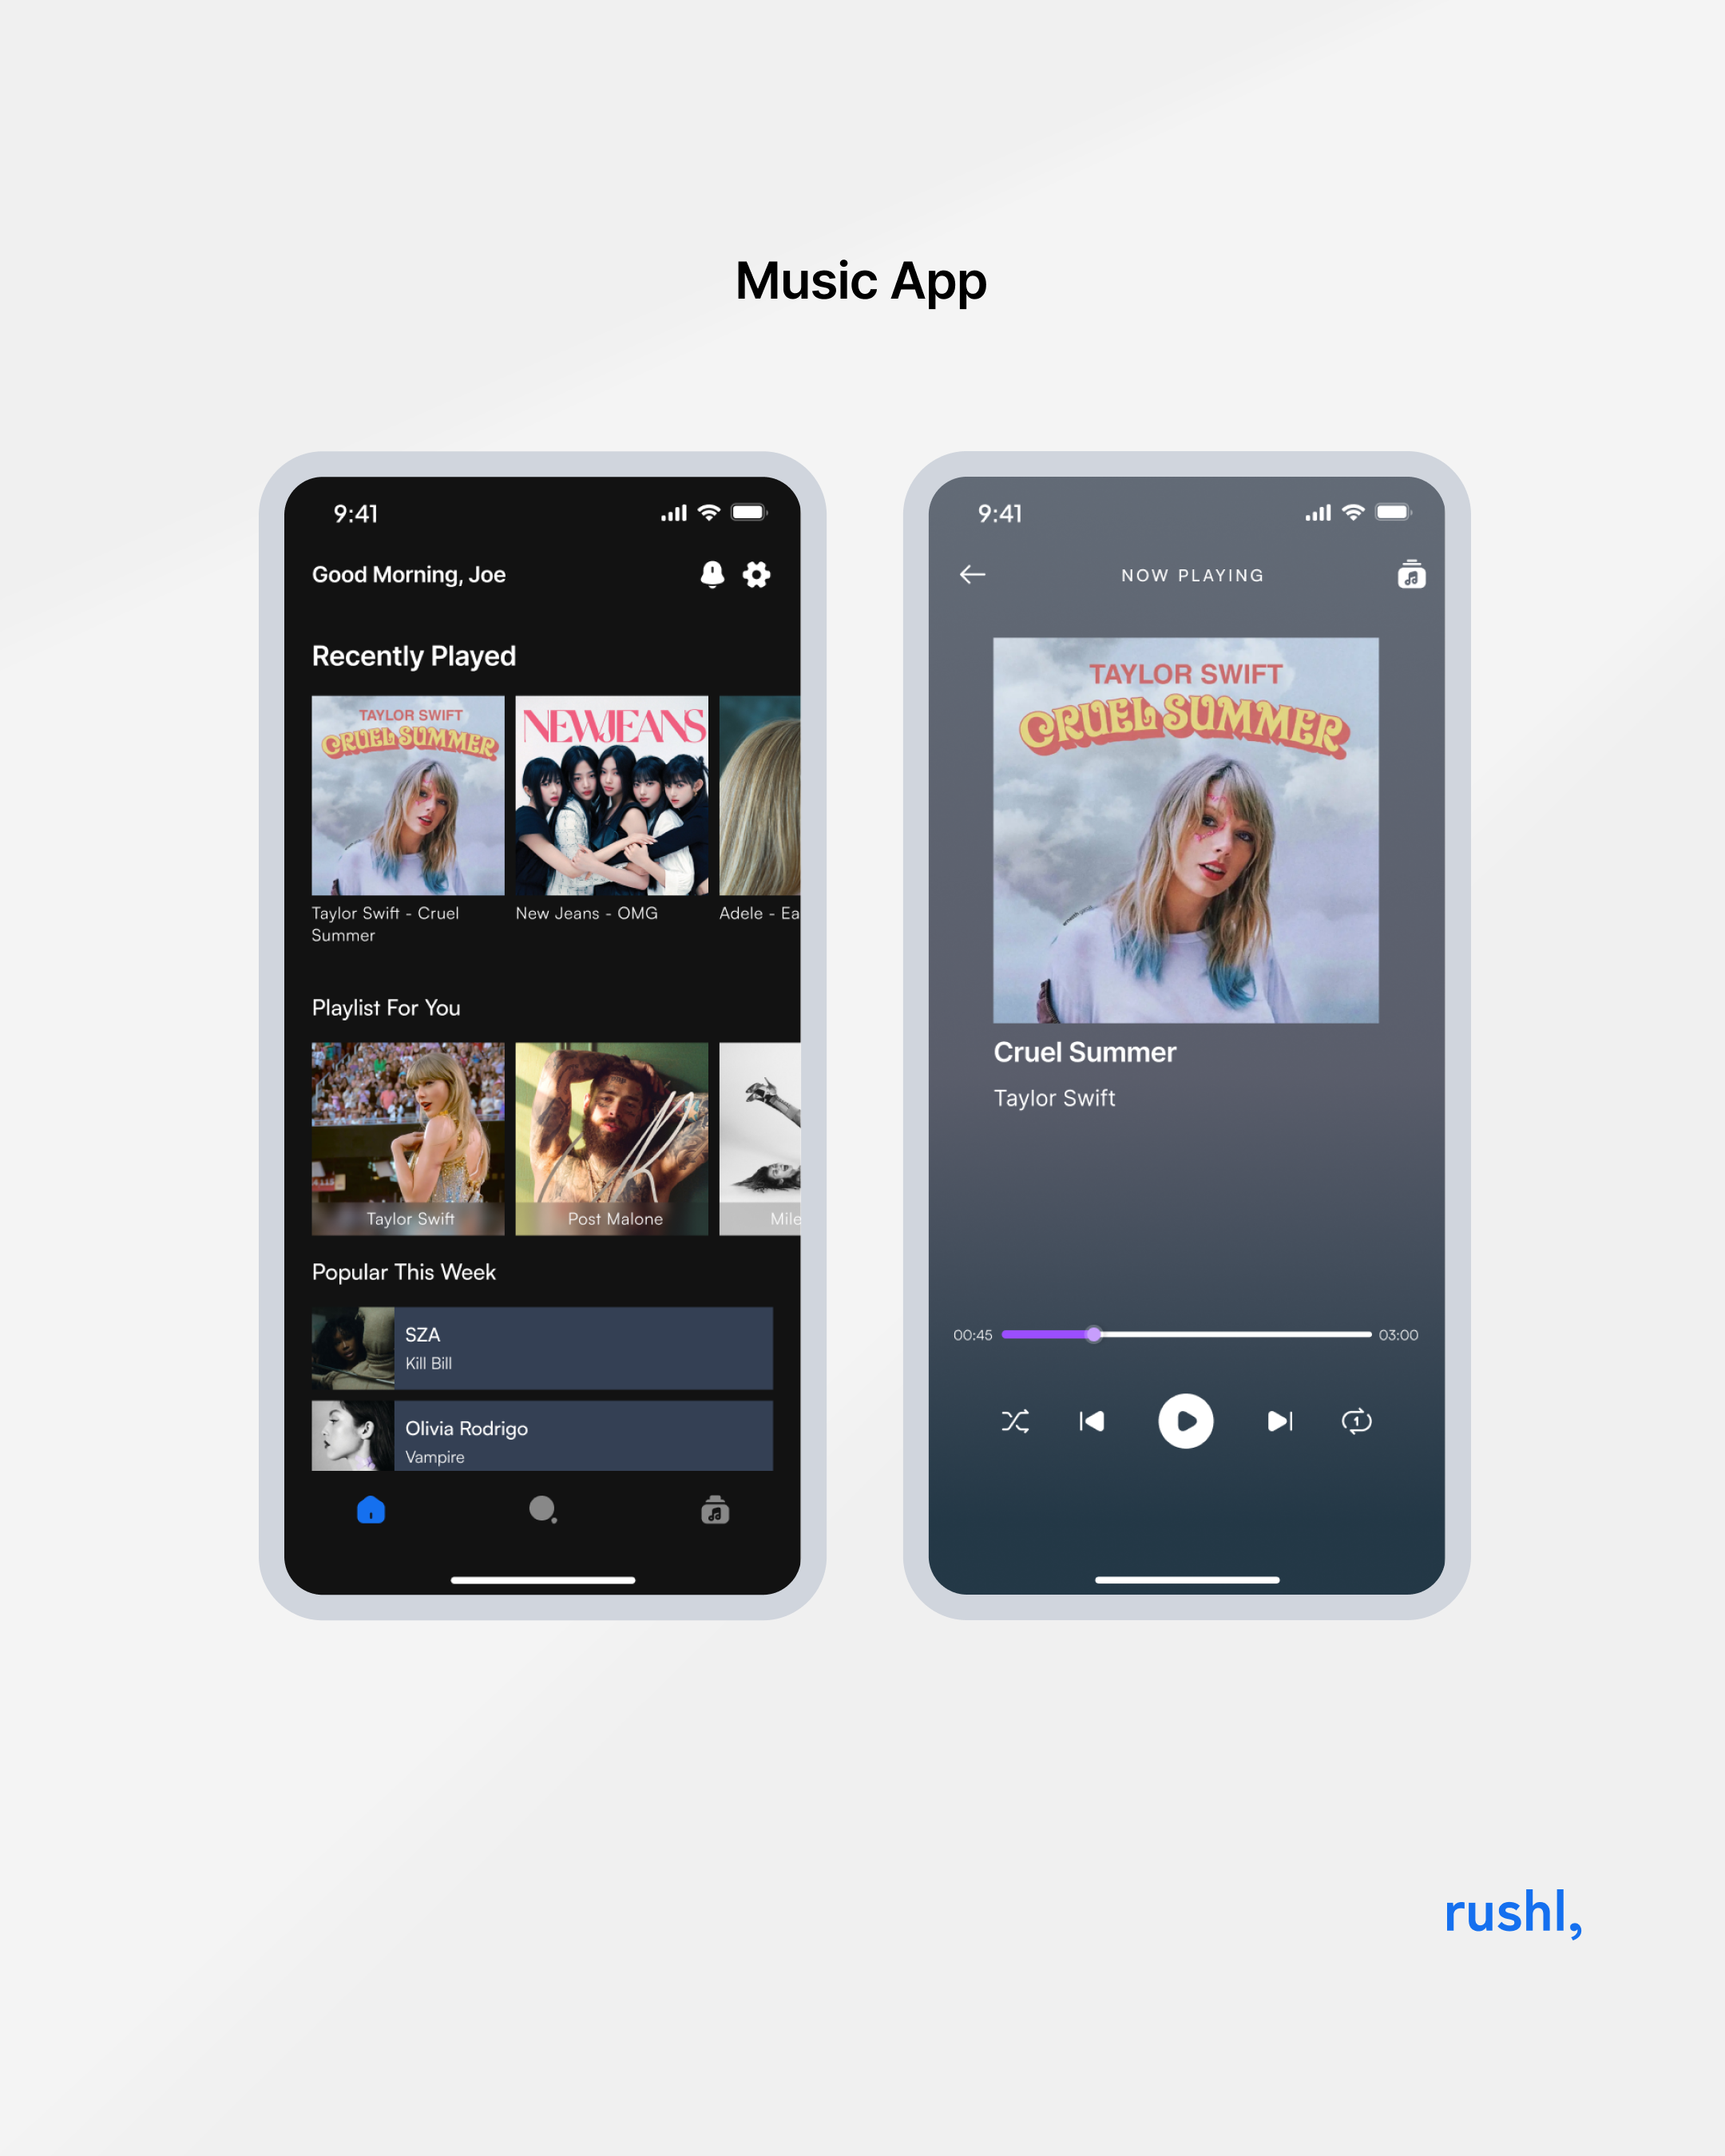 Music App
9:41
Good Morning, Joe
Recently Played
TAYLOR SWIFT
CRUEL SUMMER
NEWJEANS
Taylor Swift - Cruel
Summer
New Jeans - OMG
Adele - Ea
Playlist For You
Taylor Swift
Post Malone
Mile
Popular This Week
SZA
Kill Bill
Olivia Rodrigo
Vampire
9:41
NOW PLAYING
TAYLOR SWIFT
CRUEL SUMMER
Cruel Summer
Taylor Swift
00:45
03:00
1
rushl,